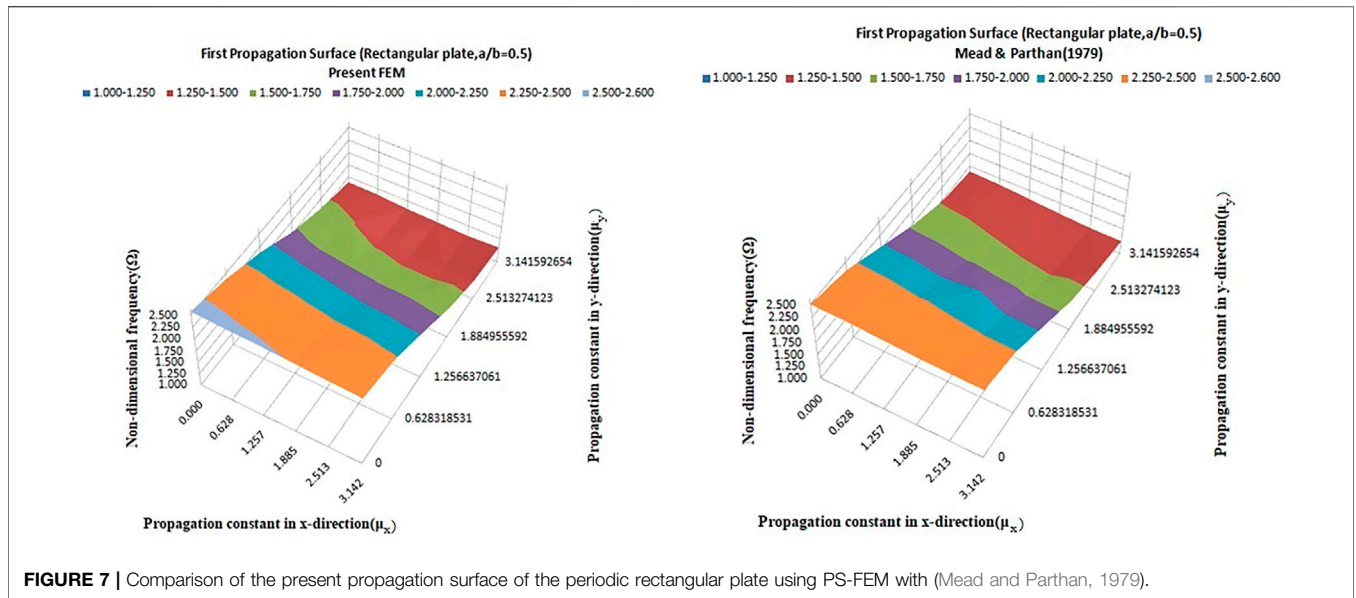 First Propagation Surface (Rectangular plate,a/b=0.5)
Present FEM
1.000-1.250 1.250-1.500 1.500-1.750 1.750-2.000 2.000-2.250 2.250-2.500 2.500-2.600
Non-dimensional frequency(Ω)
2.500
2.250
2.000
1.750
1.500
1.250
1.000
0.000
0.628
1.257
1.885
2.513
3.142
Propagation constant in x-direction(μx)
3.141592654
2.513274123
1.884955592
1.256637061
0.628318531
0
Propagation constant in y-direction(μy)
First Propagation Surface (Rectangular plate,a/b=0.5)
Mead & Parthan(1979)
1.000-1.250 1.250-1.500 1.500-1.750 1.750-2.000 2.000-2.250 2.250-2.500 2.500-2.600
Non-dimensional frequency(Ω)
2.500
2.250
2.000
1.750
1.500
1.250
1.000
0.000
0.628
1.257
1.885
2.513
3.142
Propagation constant in x-direction(μx)
3.141592654
2.513274123
1.884955592
1.256637061
0.628318531
0
Propagation constant in y-direction(μy)
FIGURE 7 | Comparison of the present propagation surface of the periodic rectangular plate using PS-FEM with (Mead and Parthan, 1979).